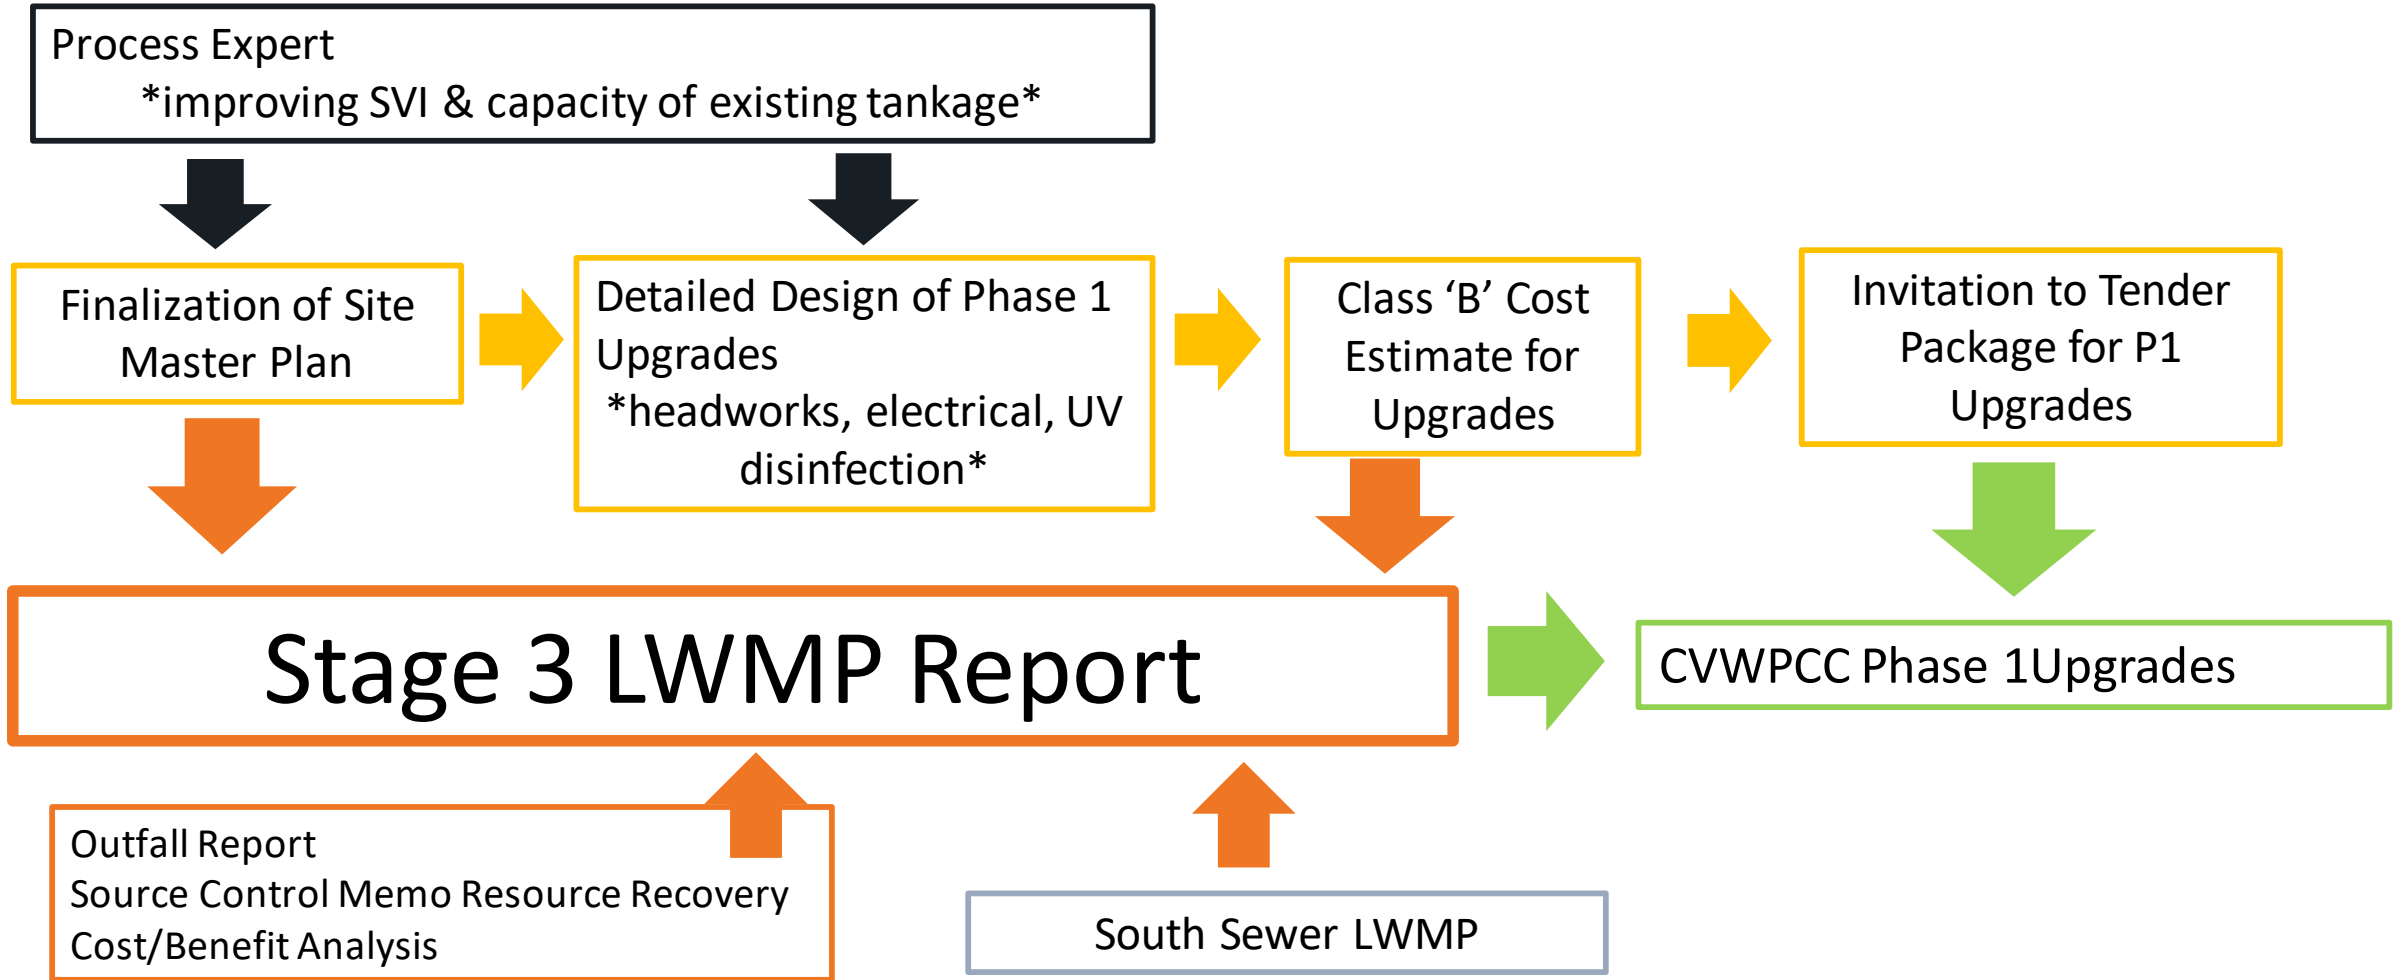 Process Expert
*improving SVI & capacity of existing tankage*
Finalization of Site
Master Plan
Detailed Design of Phase 1
Upgrades
*headworks, electrical, UV
disinfection*
Class ‘B’ Cost
Estimate for
Upgrades
Invitation to Tender
Package for P1
Upgrades
Stage 3 LWMP Report
CVWPCC Phase 1Upgrades
Outfall Report
Source Control Memo Resource Recovery
Cost/Benefit Analysis
South Sewer LWMP